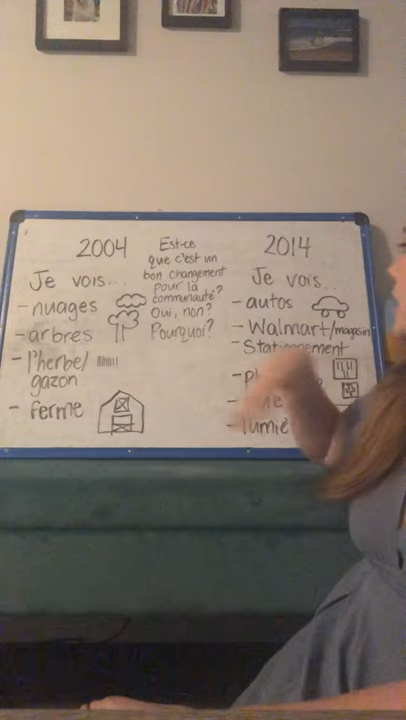 2004
Je vois...
- nuages
- arbres
- l'herbe/
gazon
- ferme
Est-ce
que c'est un
bon changement
pour la
communauté?
Oui, non?
Pourquoi?
2014
Je vois...
- autos
- Walmart/magasin
- Stationnement